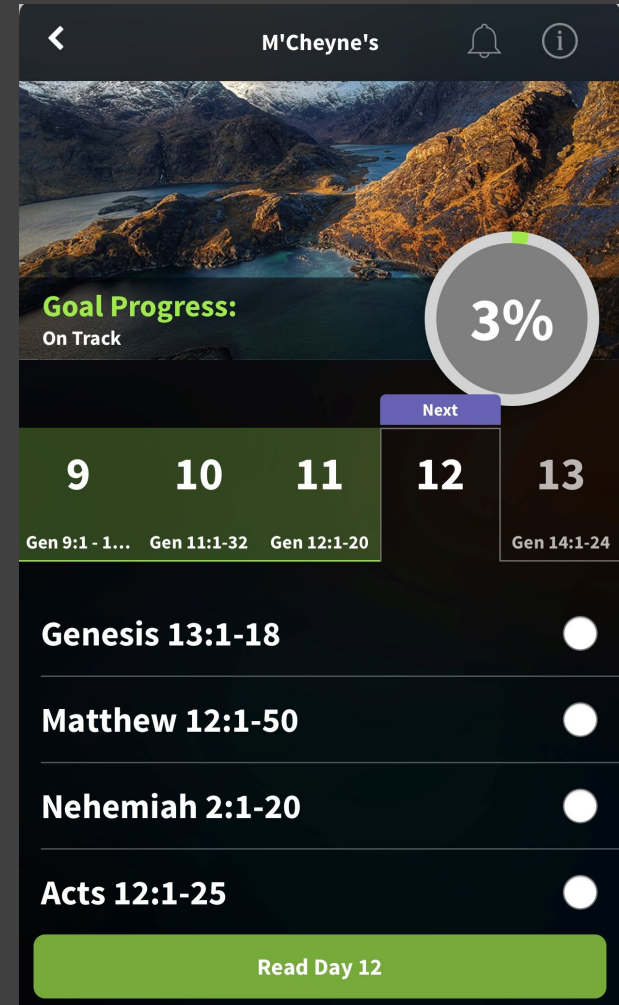 M'Cheyne's
Goal Progress:
On Track
3%
Next
9 10 11 12 13
Gen 9:1 - 1... Gen 11:1-32 Gen 12:1-20 Gen 14:1-24
Genesis 13:1-18
Matthew 12:1-50
Nehemiah 2:1-20
Acts 12:1-25
Read Day 12